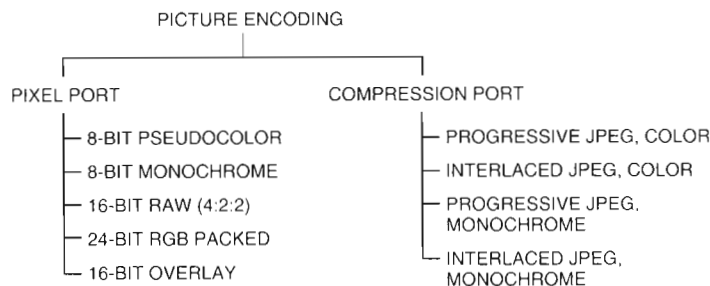 PICTURE ENCODING
PIXEL PORT
8-BIT PSEUDOCOLOR
8-BIT MONOCHROME
16-BIT RAW (4:2:2)
24-BIT RGB PACKED
16-BIT OVERLAY
COMPRESSION PORT
PROGRESSIVE JPEG, COLOR
INTERLACED JPEG, COLOR
PROGRESSIVE JPEG,
MONOCHROME
INTERLACED JPEG,
MONOCHROME